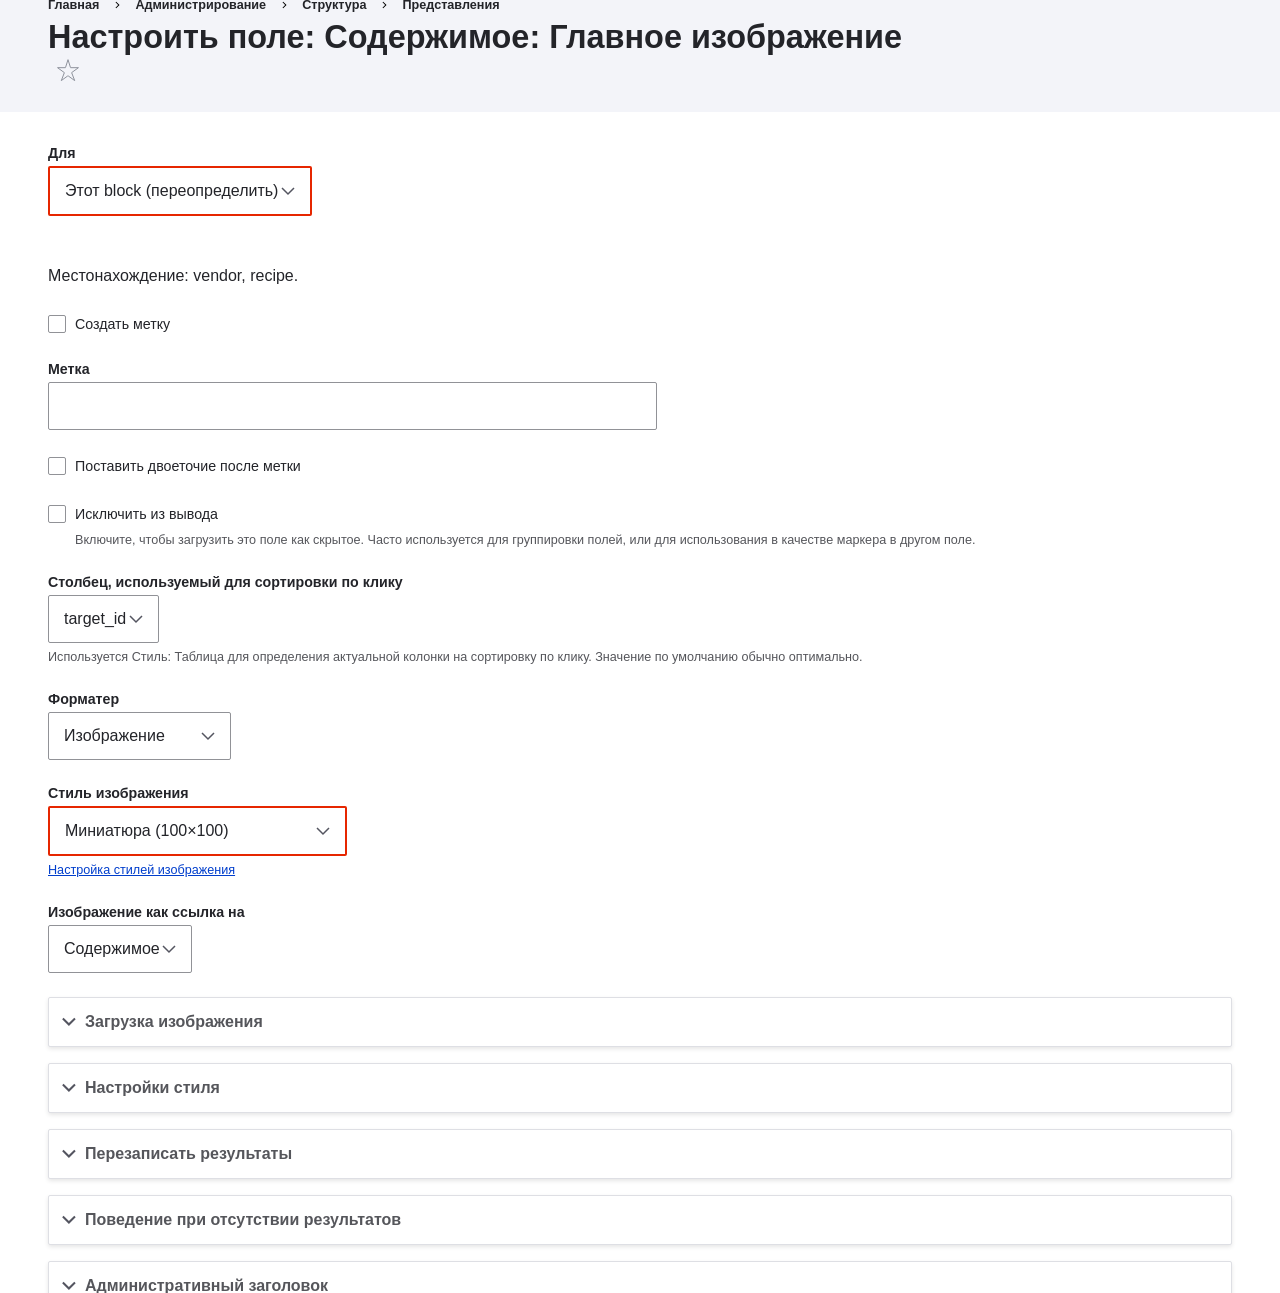 Главная › Администрирование › Структура › Представления
Настроить поле: Содержимое: Главное изображение
Для
Этот block (переопределить)
Местонахождение: vendor, recipe.
Создать метку
Метка
Поставить двоеточие после метки
Исключить из вывода
Включите, чтобы загрузить это поле как скрытое. Часто используется для группировки полей, или для использования в качестве маркера в другом поле.
Столбец, используемый для сортировки по клику
target_id
Используется Стиль: Таблица для определения актуальной колонки на сортировку по клику. Значение по умолчанию обычно оптимально.
Форматер
Изображение
Стиль изображения
Миниатюра (100×100)
Настройка стилей изображения
Изображение как ссылка на
Содержимое
Загрузка изображения
Настройки стиля
Перезаписать результаты
Поведение при отсутствии результатов
Административный заголовок